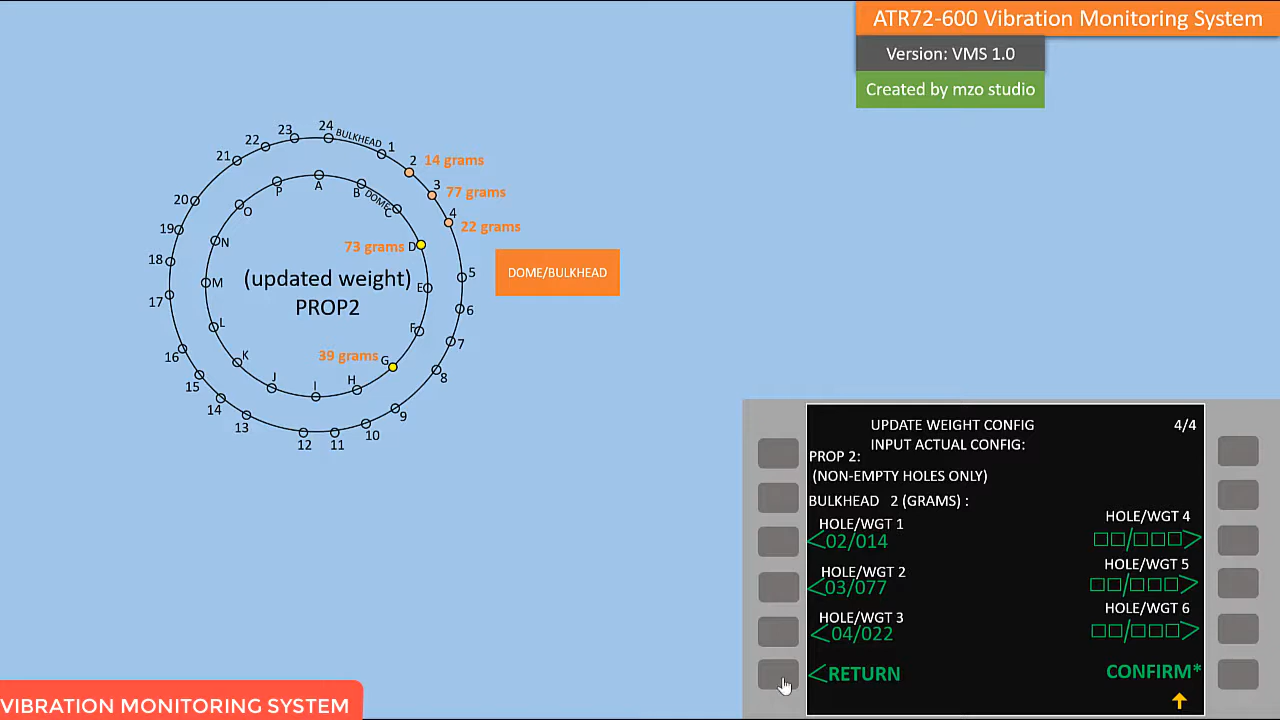 ATR72-600 Vibration Monitoring System
Version: VMS 1.0
Created by mzo studio
24
BULKHEAD
23
1
22
2
14 grams
21
3
77 grams
20
4
22 grams
19
18
17
5
6
7
16
8
15
14
9
13
10
12
11
A
B
DOME
C
P
O
73 grams
D
N
M
E
L
F
39 grams
G
K
J
H
I
(updated weight)
PROP2
DOME/BULKHEAD
UPDATE WEIGHT CONFIG
4/4
INPUT ACTUAL CONFIG:
PROP 2:
(NON-EMPTY HOLES ONLY)
BULKHEAD 2 (GRAMS) :
HOLE/WGT 1
<02/014
HOLE/WGT 4
□□/□□□>
HOLE/WGT 2
<03/077
HOLE/WGT 5
□□/□□□>
HOLE/WGT 3
<04/022
HOLE/WGT 6
□□/□□□>
<RETURN
CONFIRM*
VIBRATION MONITORING SYSTEM